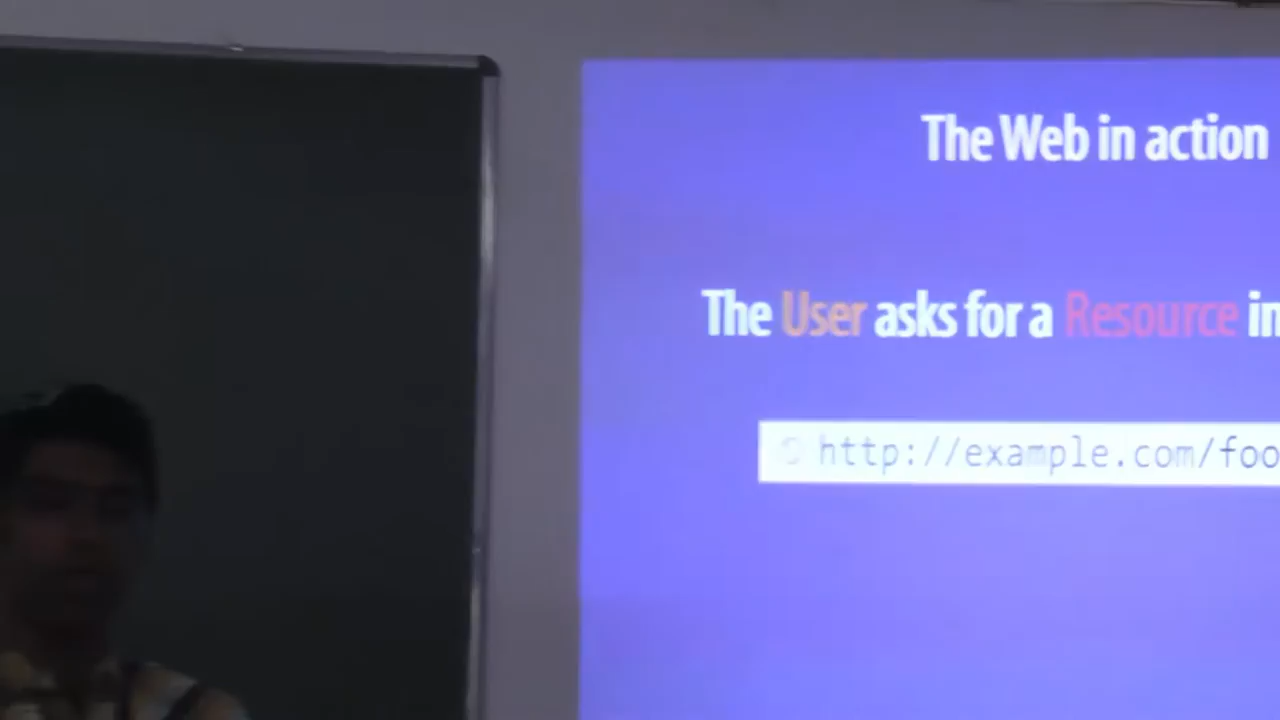 The Web in action
The User asks for a Resource in
http://example.com/foo